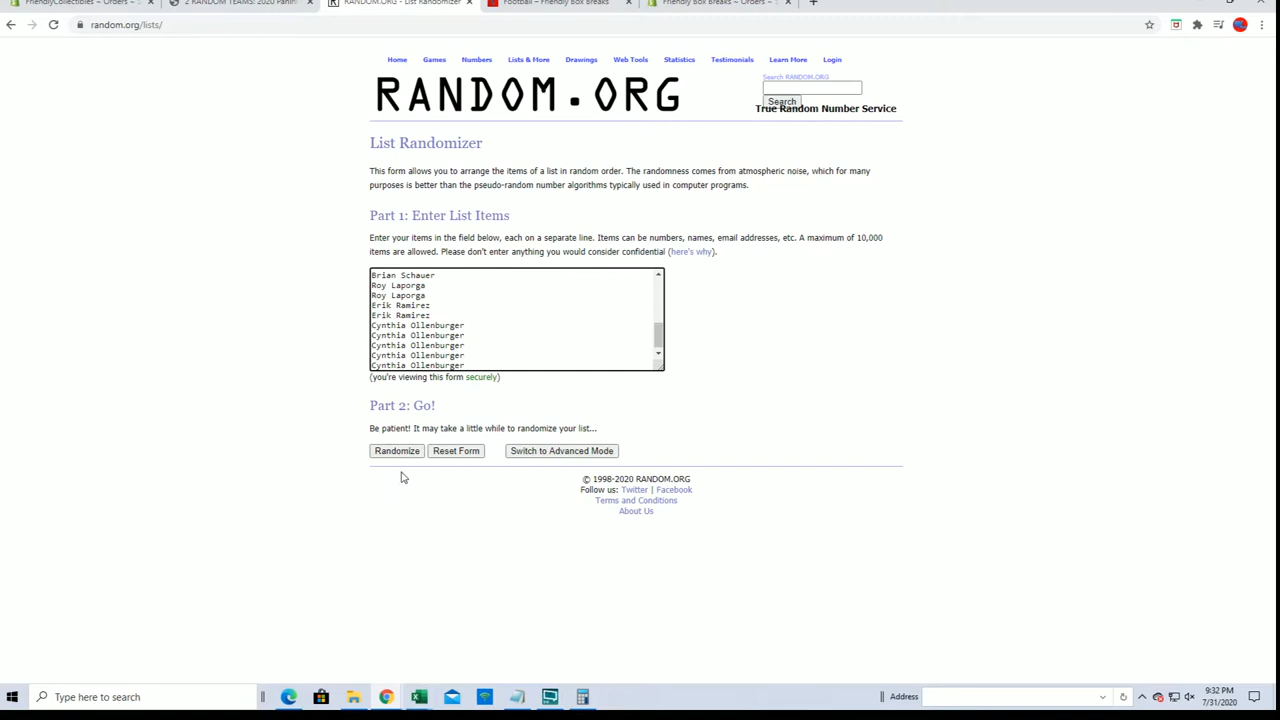 FriendlyCollectibles ~ Orders ~ S
2 RANDOM TEAMS: 2020 Panini
RANDOM.ORG - List Randomizer
Football – Friendly Box Breaks
Friendly Box Breaks ~ Orders ~ S
random.org/lists/
Home Games Numbers Lists & More Drawings Web Tools Statistics Testimonials Learn More Login
RANDOM.ORG
Search RANDOM.ORG
Search
True Random Number Service
List Randomizer
This form allows you to arrange the items of a list in random order. The randomness comes from atmospheric noise, which for many
purposes is better than the pseudo-random number algorithms typically used in computer programs.
Part 1: Enter List Items
Enter your items in the field below, each on a separate line. Items can be numbers, names, email addresses, etc. A maximum of 10,000
items are allowed. Please don't enter anything you would consider confidential (here's why).
Brian Schauer
Roy Laporga
Roy Laporga
Erik Ramirez
Erik Ramirez
Cynthia Ollenburger
Cynthia Ollenburger
Cynthia Ollenburger
Cynthia Ollenburger
Cynthia Ollenburger
(you're viewing this form securely)
Part 2: Go!
Be patient! It may take a little while to randomize your list...
Randomize Reset Form Switch to Advanced Mode
© 1998-2020 RANDOM.ORG
Follow us: Twitter | Facebook
Terms and Conditions
About Us
Type here to search
Address
9:32 PM
7/31/2020